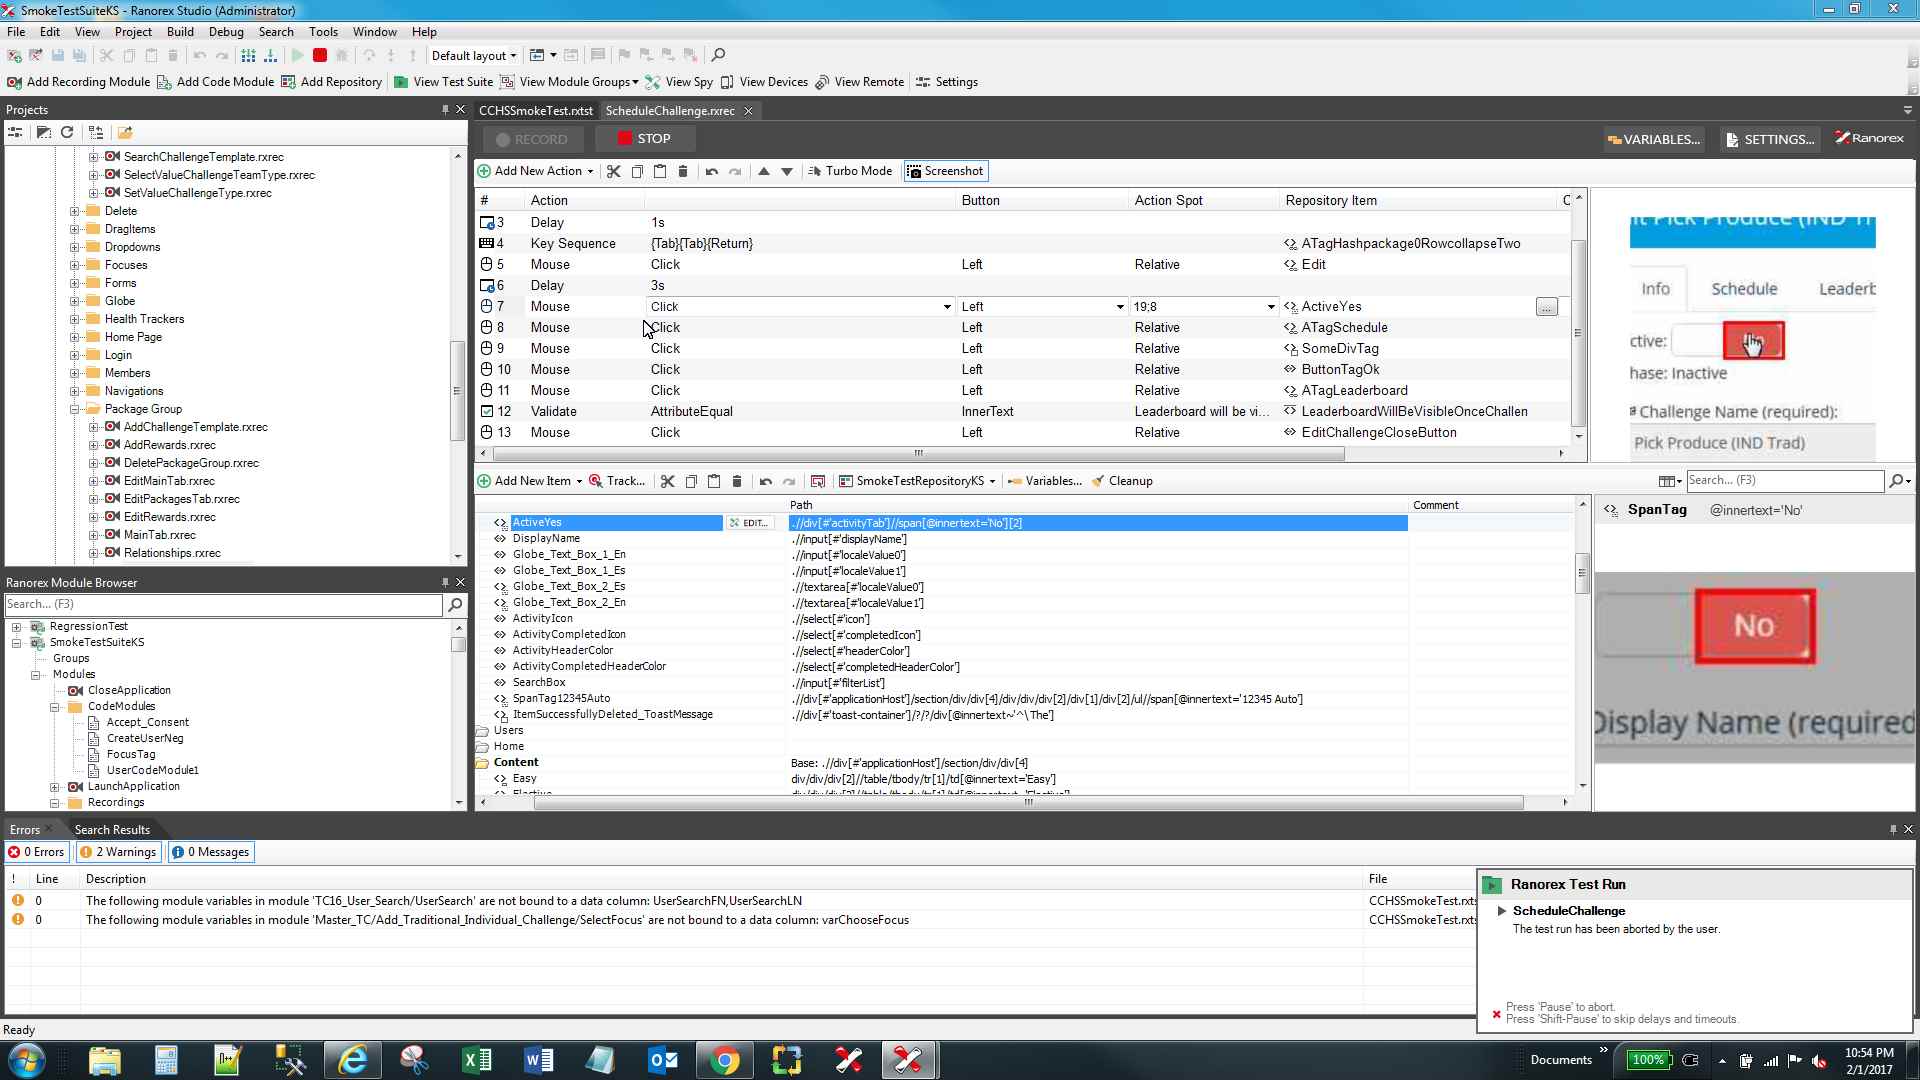 SmokeTestSuiteKS - Ranorex Studio (Administrator)
File Edit View Project Build Debug Search Tools Window Help
Default layout
Add Recording Module Add Code Module Add Repository View Test Suite View Module Groups View Spy View Devices View Remote Settings
Projects
SearchChallengeTemplate.rxrec
SelectValueChallengeTeamType.rxrec
SetValueChallengeType.rxrec
Delete
DragItems
Dropdowns
Focuses
Forms
Globe
Health Trackers
Home Page
Login
Members
Navigations
Package Group
AddChallengeTemplate.rxrec
AddRewards.rxrec
DeletePackageGroup.rxrec
EditMainTab.rxrec
EditPackagesTab.rxrec
EditRewards.rxrec
MainTab.rxrec
Relationships.rxrec
Ranorex Module Browser
Search... (F3)
RegressionTest
SmokeTestSuiteKS
Groups
Modules
CloseApplication
CodeModules
Accept_Consent
CreateUserNeg
FocusTag
UserCodeModule1
LaunchApplication
Recordings
CCHSSmokeTest.rxtst ScheduleChallenge.rxrec
RECORD STOP VARIABLES... SETTINGS... Ranorex
Add New Action Turbo Mode Screenshot
# Action Button Action Spot Repository Item C
3 Delay 1s
4 Key Sequence {Tab}{Tab}{Return} ATagHashpackage0RowcollapseTwo
5 Mouse Click Left Relative Edit
6 Delay 3s
7 Mouse Click Left 19;8 ActiveYes ...
8 Mouse Click Left Relative ATagSchedule
9 Mouse Click Left Relative SomeDivTag
10 Mouse Click Left Relative ButtonTagOk
11 Mouse Click Left Relative ATagLeaderboard
12 Validate AttributeEqual InnerText Leaderboard will be vi... LeaderboardWillBeVisibleOnceChallen
13 Mouse Click Left Relative EditChallengeCloseButton
it Pick Produce (IND Tr
Info Schedule Leaderb
ctive:
hase: Inactive
Challenge Name (required):
Pick Produce (IND Trad)
Add New Item Track... SmokeTestRepositoryKS Variables... Cleanup Search... (F3)
Path Comment
ActiveYes EDIT... .//div[#'activityTab']//span[@innertext='No'][2]
DisplayName .//input[#'displayName']
Globe_Text_Box_1_En .//input[#'localeValue0']
Globe_Text_Box_1_Es .//input[#'localeValue1']
Globe_Text_Box_2_Es .//textarea[#'localeValue0']
Globe_Text_Box_2_En .//textarea[#'localeValue1']
ActivityIcon .//select[#'icon']
ActivityCompletedIcon .//select[#'completedIcon']
ActivityHeaderColor .//select[#'headerColor']
ActivityCompletedHeaderColor .//select[#'completedHeaderColor']
SearchBox .//input[#'filterList']
SpanTag12345Auto .//div[#'applicationHost']/section/div/div[4]/div/div/div[2]/div[1]/div[2]/ul//span[@innertext='12345 Auto']
ItemSuccessfullyDeleted_ToastMessage .//div[#'toast-container']/?/?/div[@innertext~'^\ The']
Users
Home
Content Base: .//div[#'applicationHost']/section/div/div[4]
Easy div/div/div[2]//table/tbody/tr[1]/td[@innertext='Easy']
SpanTag @innertext='No'
No
Display Name (required
Errors Search Results
0 Errors 2 Warnings 0 Messages
! Line Description File
0 The following module variables in module 'TC16_User_Search/UserSearch' are not bound to a data column: UserSearchFN,UserSearchLN CCHSSmokeTest.rxts
0 The following module variables in module 'Master_TC/Add_Traditional_Individual_Challenge/SelectFocus' are not bound to a data column: varChooseFocus CCHSSmokeTest.rxts
Ranorex Test Run
ScheduleChallenge
The test run has been aborted by the user.
Press 'Pause' to abort.
Press 'Shift-Pause' to skip delays and timeouts.
Ready
Documents 100% 10:54 PM
2/1/2017